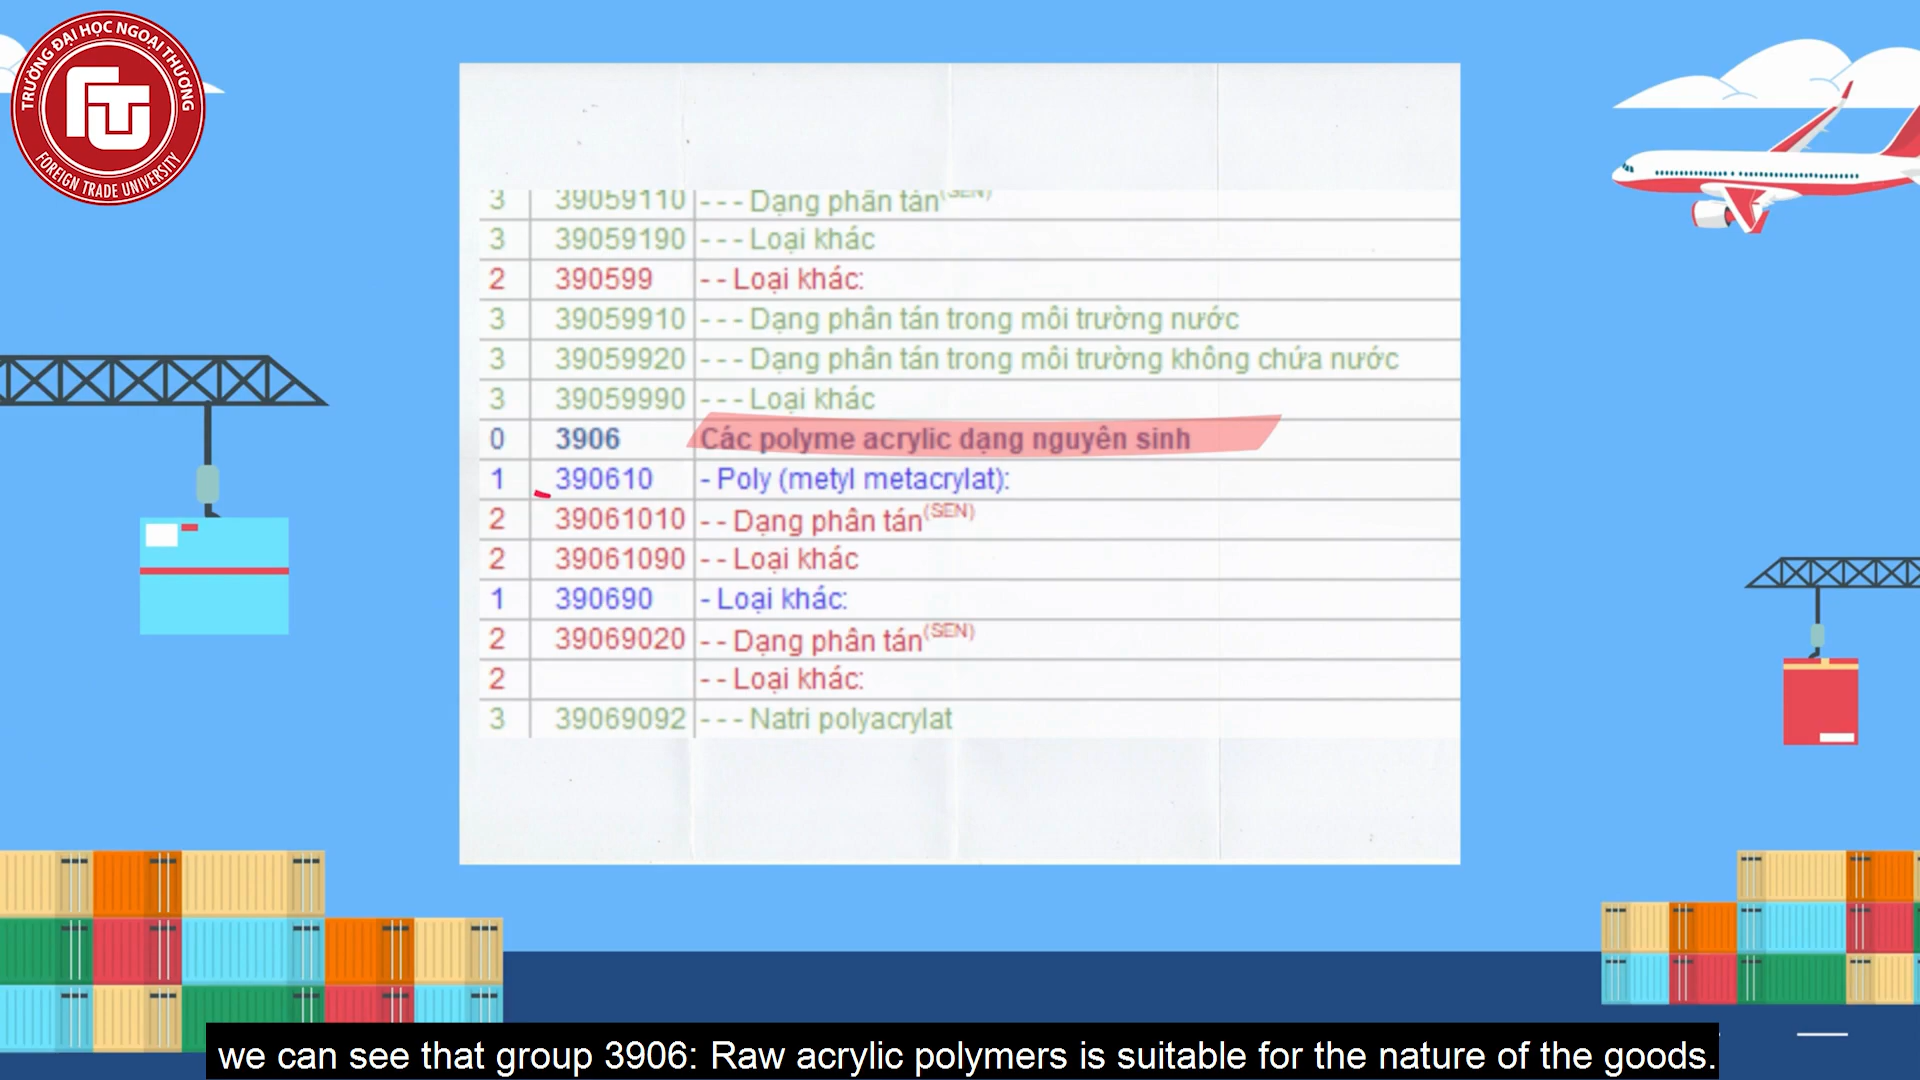 TRƯỜNG ĐẠI HỌC NGOẠI THƯƠNG
FTU
FOREIGN TRADE UNIVERSITY
3 39059110 - - - Dạng phân tán(SEN)
3 39059190 - - - Loại khác
2 390599 - - Loại khác:
3 39059910 - - - Dạng phân tán trong môi trường nước
3 39059920 - - - Dạng phân tán trong môi trường không chứa nước
3 39059990 - - - Loại khác
0 3906 Các polyme acrylic dạng nguyên sinh
1 390610 - Poly (metyl metacrylat):
2 39061010 - - Dạng phân tán(SEN)
2 39061090 - - Loại khác
1 390690 - Loại khác:
2 39069020 - - Dạng phân tán(SEN)
2 - - Loại khác:
3 39069092 - - - Natri polyacrylat
we can see that group 3906: Raw acrylic polymers is suitable for the nature of the goods.